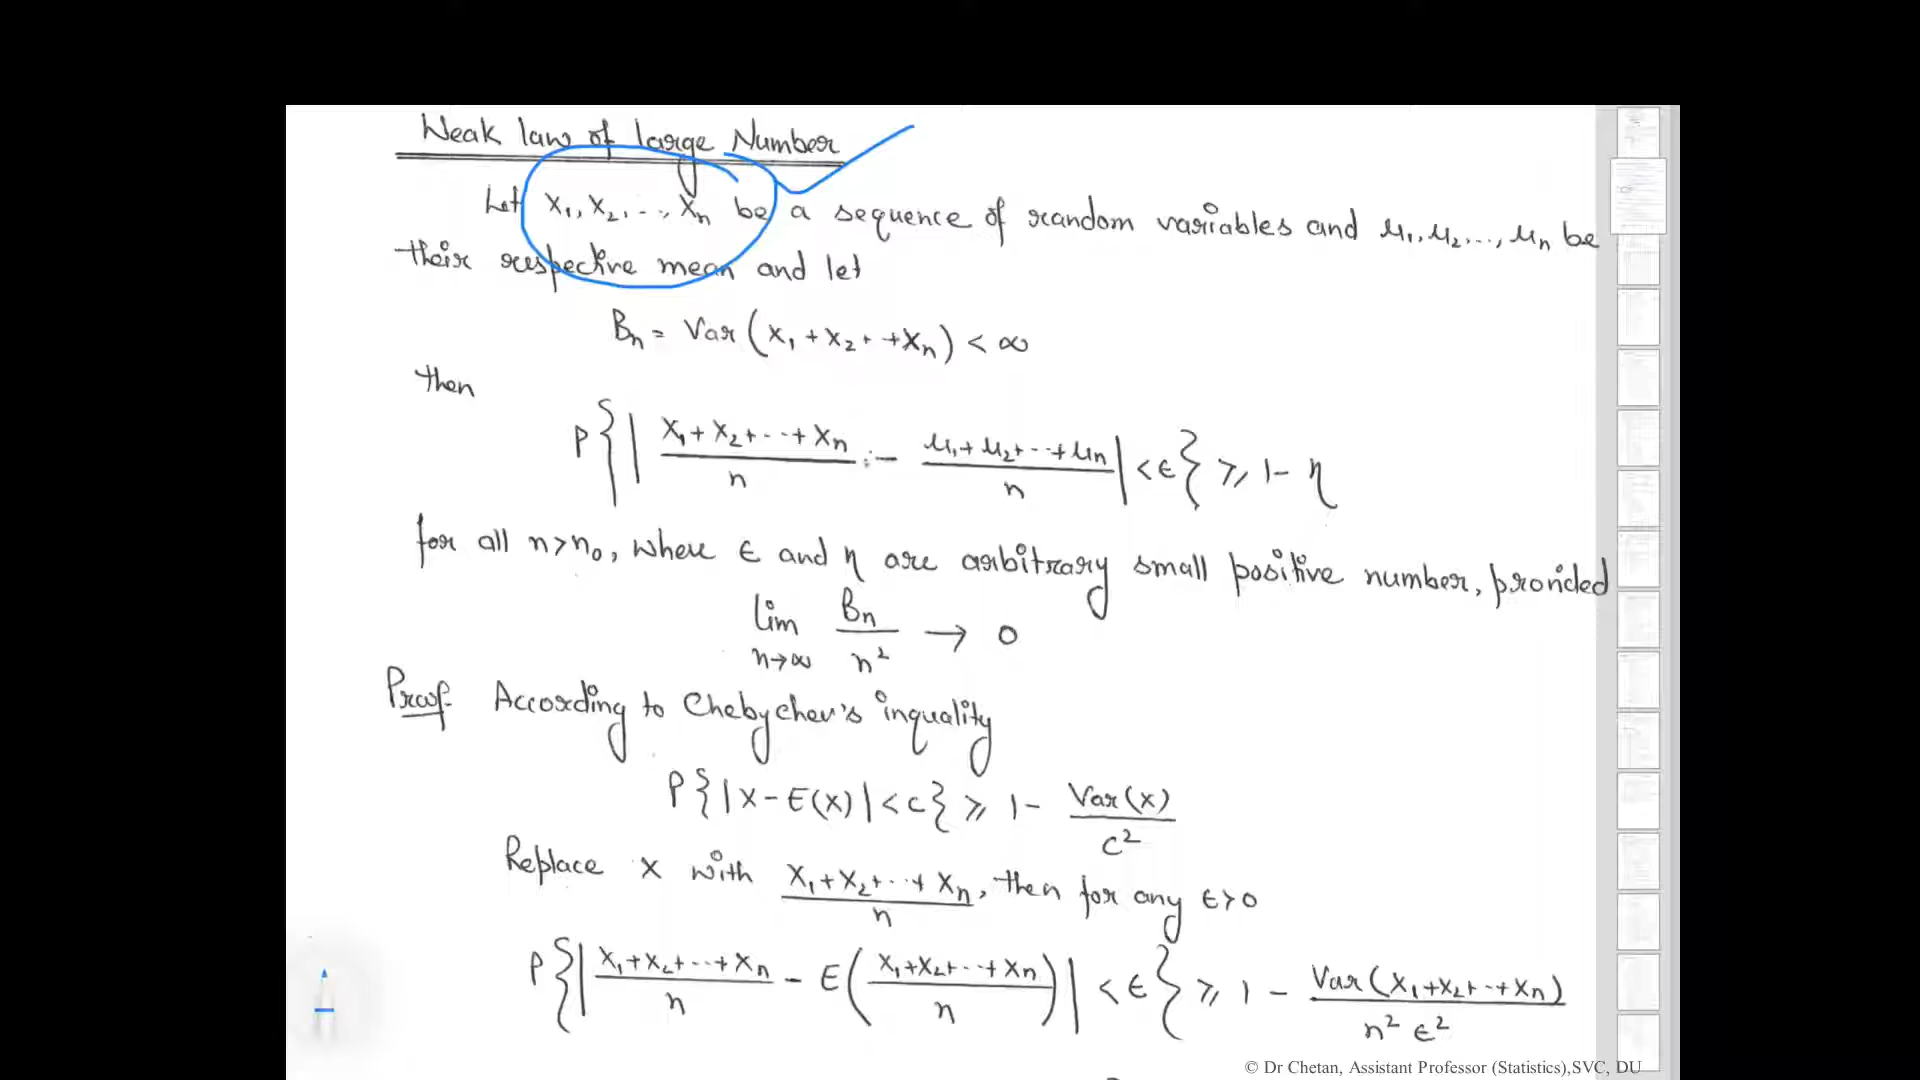 Weak law of large Number
Let X₁, X₂, ..., Xₙ be a sequence of random variables and μ₁, μ₂, ..., μₙ be
their respective mean and let
Bₙ = Var (X₁ + X₂ + ·· + Xₙ) < ∞
then
P{ | (X₁ + X₂ + ··· + Xₙ)/n − (μ₁ + μ₂ + ··· + μₙ)/n | < ε } ⩾ 1 − η
for all n > n₀, where ε and η are arbitrary small positive number, provided
lim n→∞ Bₙ/n² → 0
Proof According to Chebychev's inquality
P{ |X − E(X)| < c } ⩾ 1 − Var(X)/c²
Replace X with (X₁ + X₂ + ··· + Xₙ)/n, then for any ε > 0
P{ | (X₁ + X₂ + ··· + Xₙ)/n − E( (X₁ + X₂ + ··· + Xₙ)/n ) | < ε } ⩾ 1 − Var(X₁ + X₂ + ··· + Xₙ)/(n² ε²)
© Dr Chetan, Assistant Professor (Statistics),SVC, DU